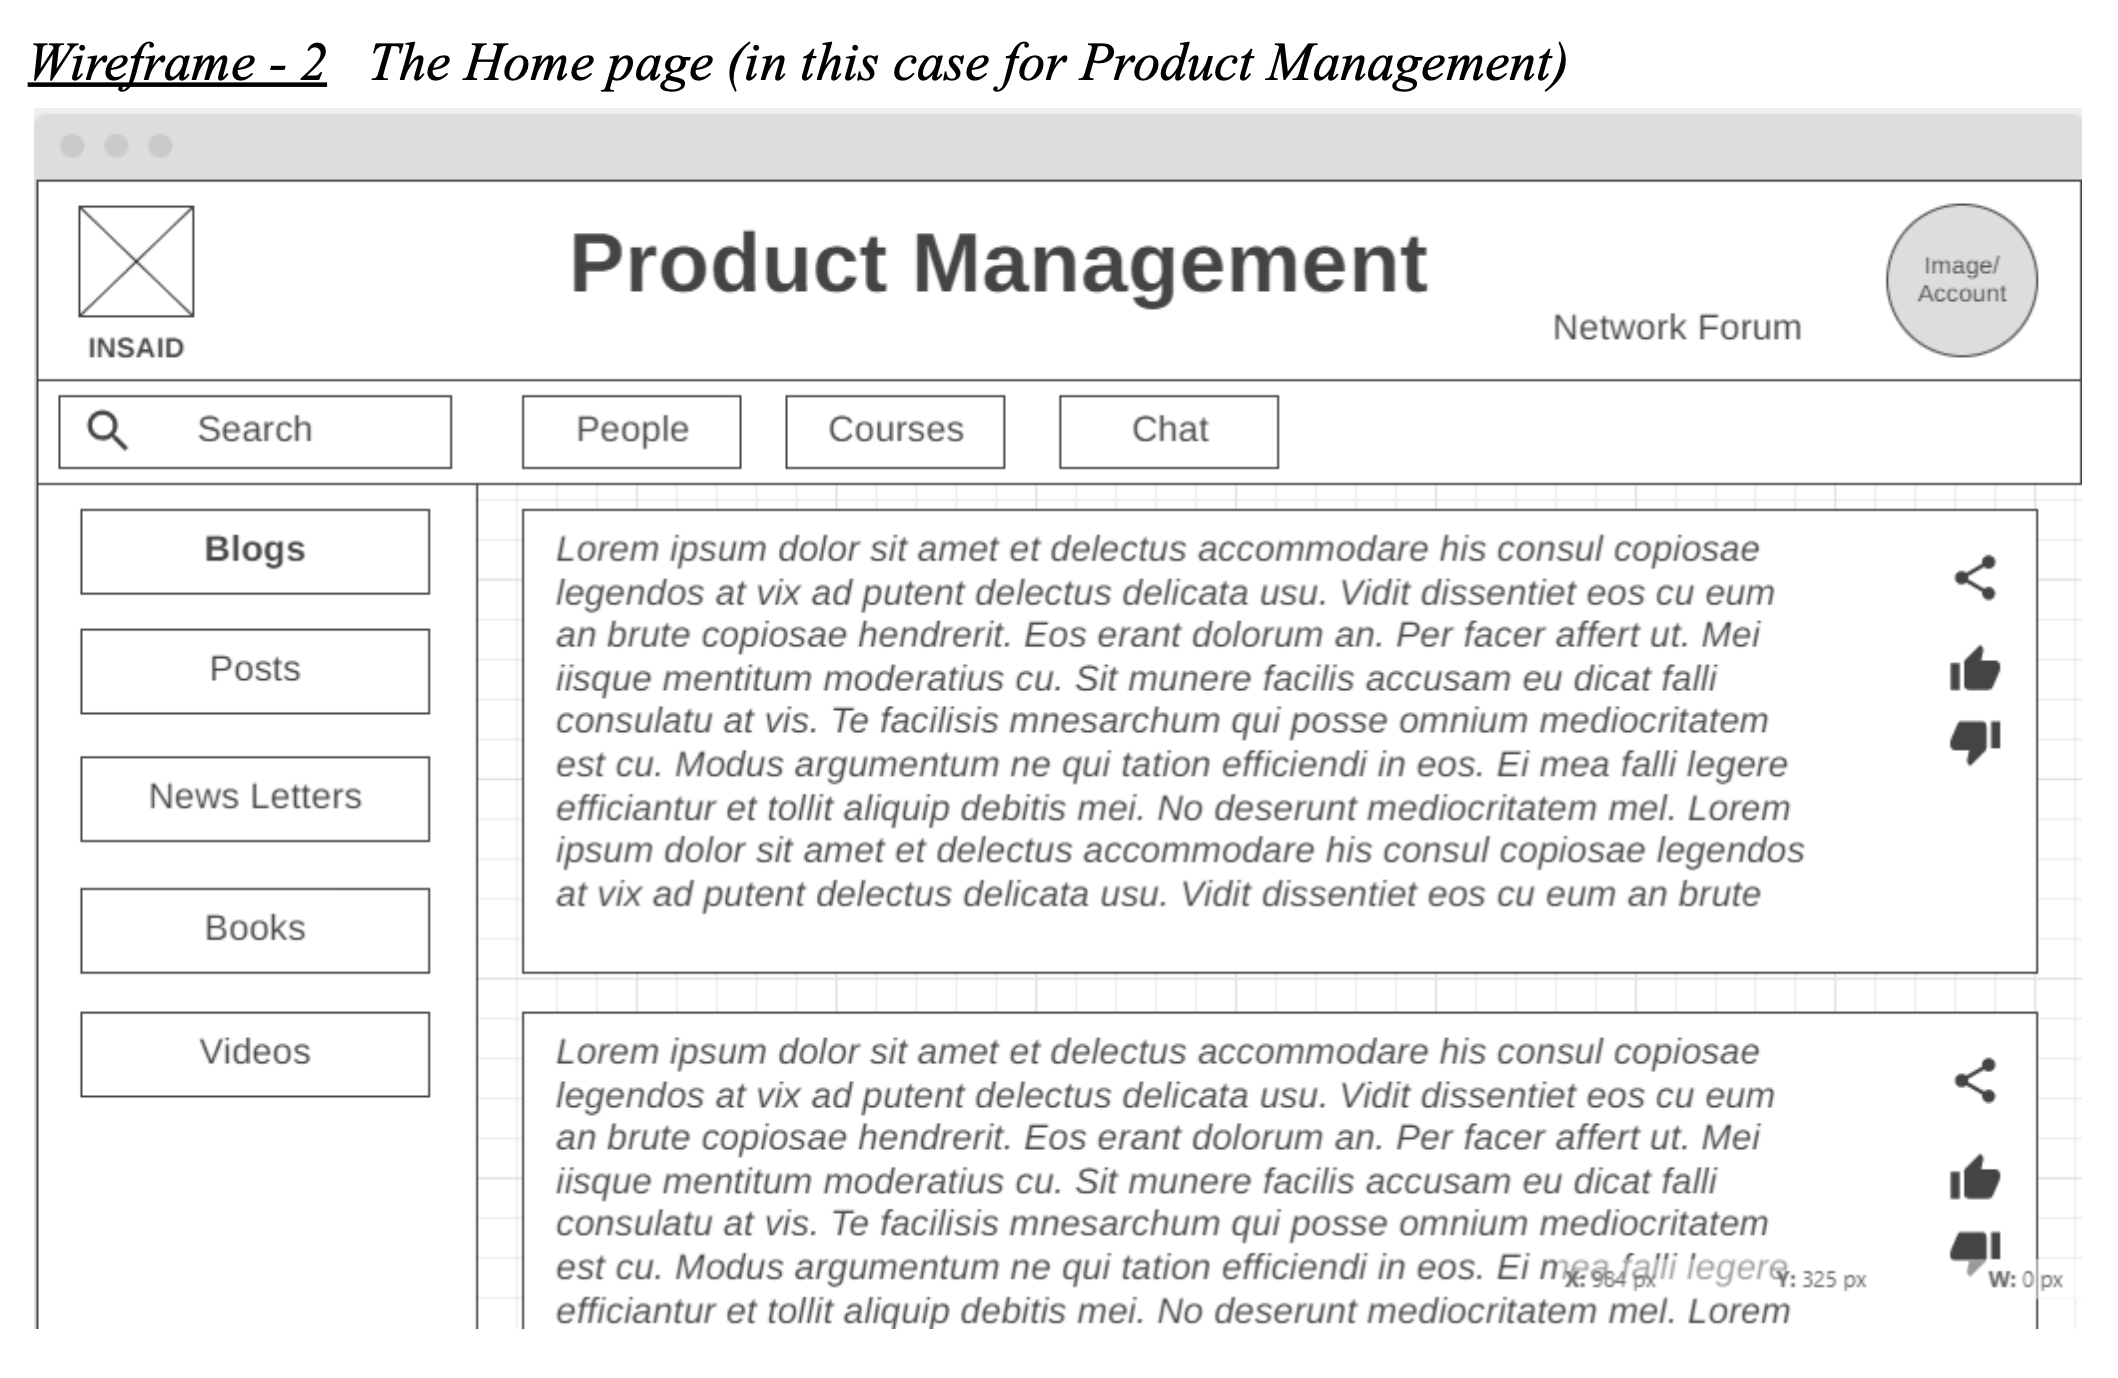 Wireframe - 2 The Home page (in this case for Product Management)
Product Management
Image/
Account
Network Forum
INSAID
Search
People
Courses
Chat
Blogs
Posts
News Letters
Books
Videos
Lorem ipsum dolor sit amet et delectus accommodare his consul copiosae
legendos at vix ad putent delectus delicata usu. Vidit dissentiet eos cu eum
an brute copiosae hendrerit. Eos erant dolorum an. Per facer affert ut. Mei
iisque mentitum moderatius cu. Sit munere facilis accusam eu dicat falli
consulatu at vis. Te facilisis mnesarchum qui posse omnium mediocritatem
est cu. Modus argumentum ne qui tation efficiendi in eos. Ei mea falli legere
efficiantur et tollit aliquip debitis mei. No deserunt mediocritatem mel. Lorem
ipsum dolor sit amet et delectus accommodare his consul copiosae legendos
at vix ad putent delectus delicata usu. Vidit dissentiet eos cu eum an brute
Lorem ipsum dolor sit amet et delectus accommodare his consul copiosae
legendos at vix ad putent delectus delicata usu. Vidit dissentiet eos cu eum
an brute copiosae hendrerit. Eos erant dolorum an. Per facer affert ut. Mei
iisque mentitum moderatius cu. Sit munere facilis accusam eu dicat falli
consulatu at vis. Te facilisis mnesarchum qui posse omnium mediocritatem
est cu. Modus argumentum ne qui tation efficiendi in eos. Ei mea falli legere
X: 964 px Y: 325 px W: 0 px
efficiantur et tollit aliquip debitis mei. No deserunt mediocritatem mel. Lorem